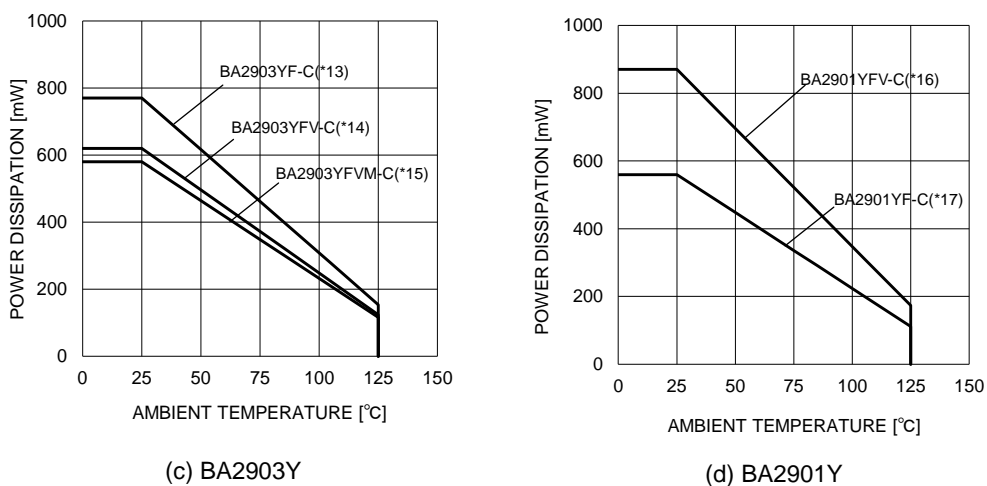 1000
800
600
400
200
0
POWER DISSIPATION [mW]
BA2903YF-C(*13)
BA2903YFV-C(*14)
BA2903YFVM-C(*15)
0 25 50 75 100 125 150
AMBIENT TEMPERATURE [°C]
(c) BA2903Y
1000
800
600
400
200
0
POWER DISSIPATION [mW]
BA2901YFV-C(*16)
BA2901YF-C(*17)
0 25 50 75 100 125 150
AMBIENT TEMPERATURE [°C]
(d) BA2901Y